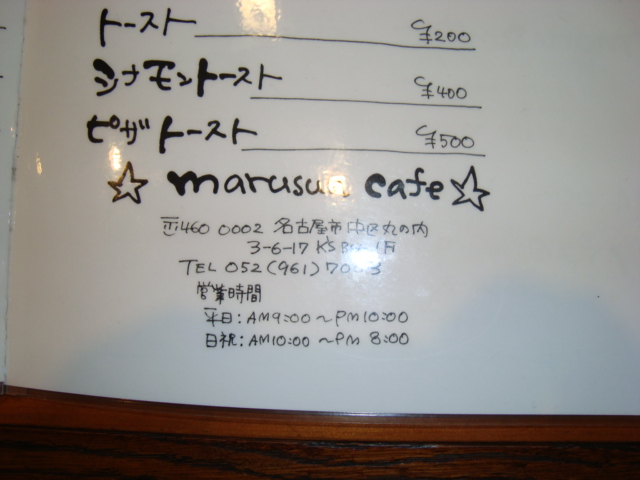 トースト ¥200
シナモントースト ¥400
ピザトースト ¥500
☆ marusun cafe ☆
〒460 0002 名古屋市中区丸の内
3-6-17 K'S 1F
TEL 052(961)
営業時間
平日:AM9:00〜PM10:00
日祝:AM10:00〜PM 8:00